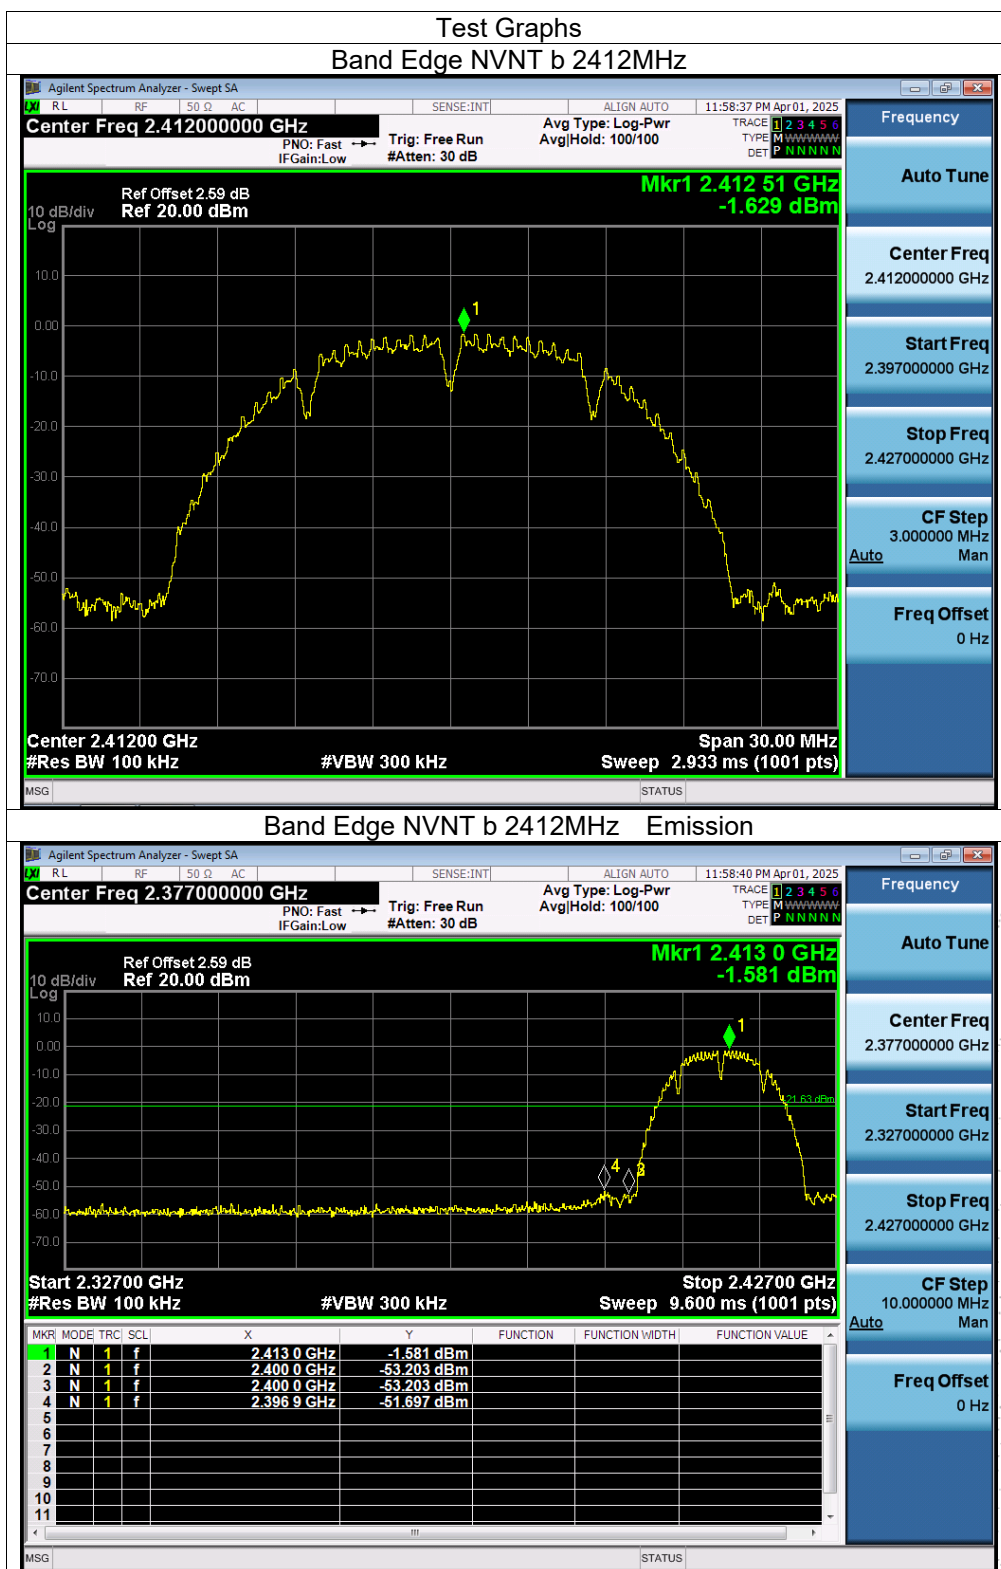 Test Graphs
Band Edge NVNT b 2412MHz
Agilent Spectrum Analyzer - Swept SA
LXI RL RF 50 Ω AC SENSE:INT ALIGN AUTO 11:58:37 PM Apr 01, 2025
Center Freq 2.412000000 GHz
PNO: Fast
IFGain:Low
Trig: Free Run
#Atten: 30 dB
Avg Type: Log-Pwr
Avg|Hold: 100/100
TRACE 1 2 3 4 5 6
TYPE M WWWWW
DET P N N N N N
Mkr1 2.412 51 GHz
-1.629 dBm
Ref Offset 2.59 dB
10 dB/div Ref 20.00 dBm
Log
10.0
0.00
-10.0
-20.0
-30.0
-40.0
-50.0
-60.0
-70.0
1
Center 2.41200 GHz Span 30.00 MHz
#Res BW 100 kHz #VBW 300 kHz Sweep 2.933 ms (1001 pts)
MSG STATUS
Frequency
Auto Tune
Center Freq
2.412000000 GHz
Start Freq
2.397000000 GHz
Stop Freq
2.427000000 GHz
CF Step
3.000000 MHz
Auto Man
Freq Offset
0 Hz
Band Edge NVNT b 2412MHz Emission
Agilent Spectrum Analyzer - Swept SA
LXI RL RF 50 Ω AC SENSE:INT ALIGN AUTO 11:58:40 PM Apr 01, 2025
Center Freq 2.377000000 GHz
PNO: Fast
IFGain:Low
Trig: Free Run
#Atten: 30 dB
Avg Type: Log-Pwr
Avg|Hold: 100/100
TRACE 1 2 3 4 5 6
TYPE M WWWWW
DET P N N N N N
Mkr1 2.413 0 GHz
-1.581 dBm
Ref Offset 2.59 dB
10 dB/div Ref 20.00 dBm
Log
10.0
0.00
-10.0
-20.0
-30.0
-40.0
-50.0
-60.0
-70.0
1
-21.63 dBm
4
Start 2.32700 GHz Stop 2.42700 GHz
#Res BW 100 kHz #VBW 300 kHz Sweep 9.600 ms (1001 pts)
MKR MODE TRC SCL X Y FUNCTION FUNCTION WIDTH FUNCTION VALUE
1 N 1 f 2.413 0 GHz -1.581 dBm
2 N 1 f 2.400 0 GHz -53.203 dBm
3 N 1 f 2.400 0 GHz -53.203 dBm
4 N 1 f 2.396 9 GHz -51.697 dBm
5
6
7
8
9
10
11
MSG STATUS
Frequency
Auto Tune
Center Freq
2.377000000 GHz
Start Freq
2.327000000 GHz
Stop Freq
2.427000000 GHz
CF Step
10.000000 MHz
Auto Man
Freq Offset
0 Hz